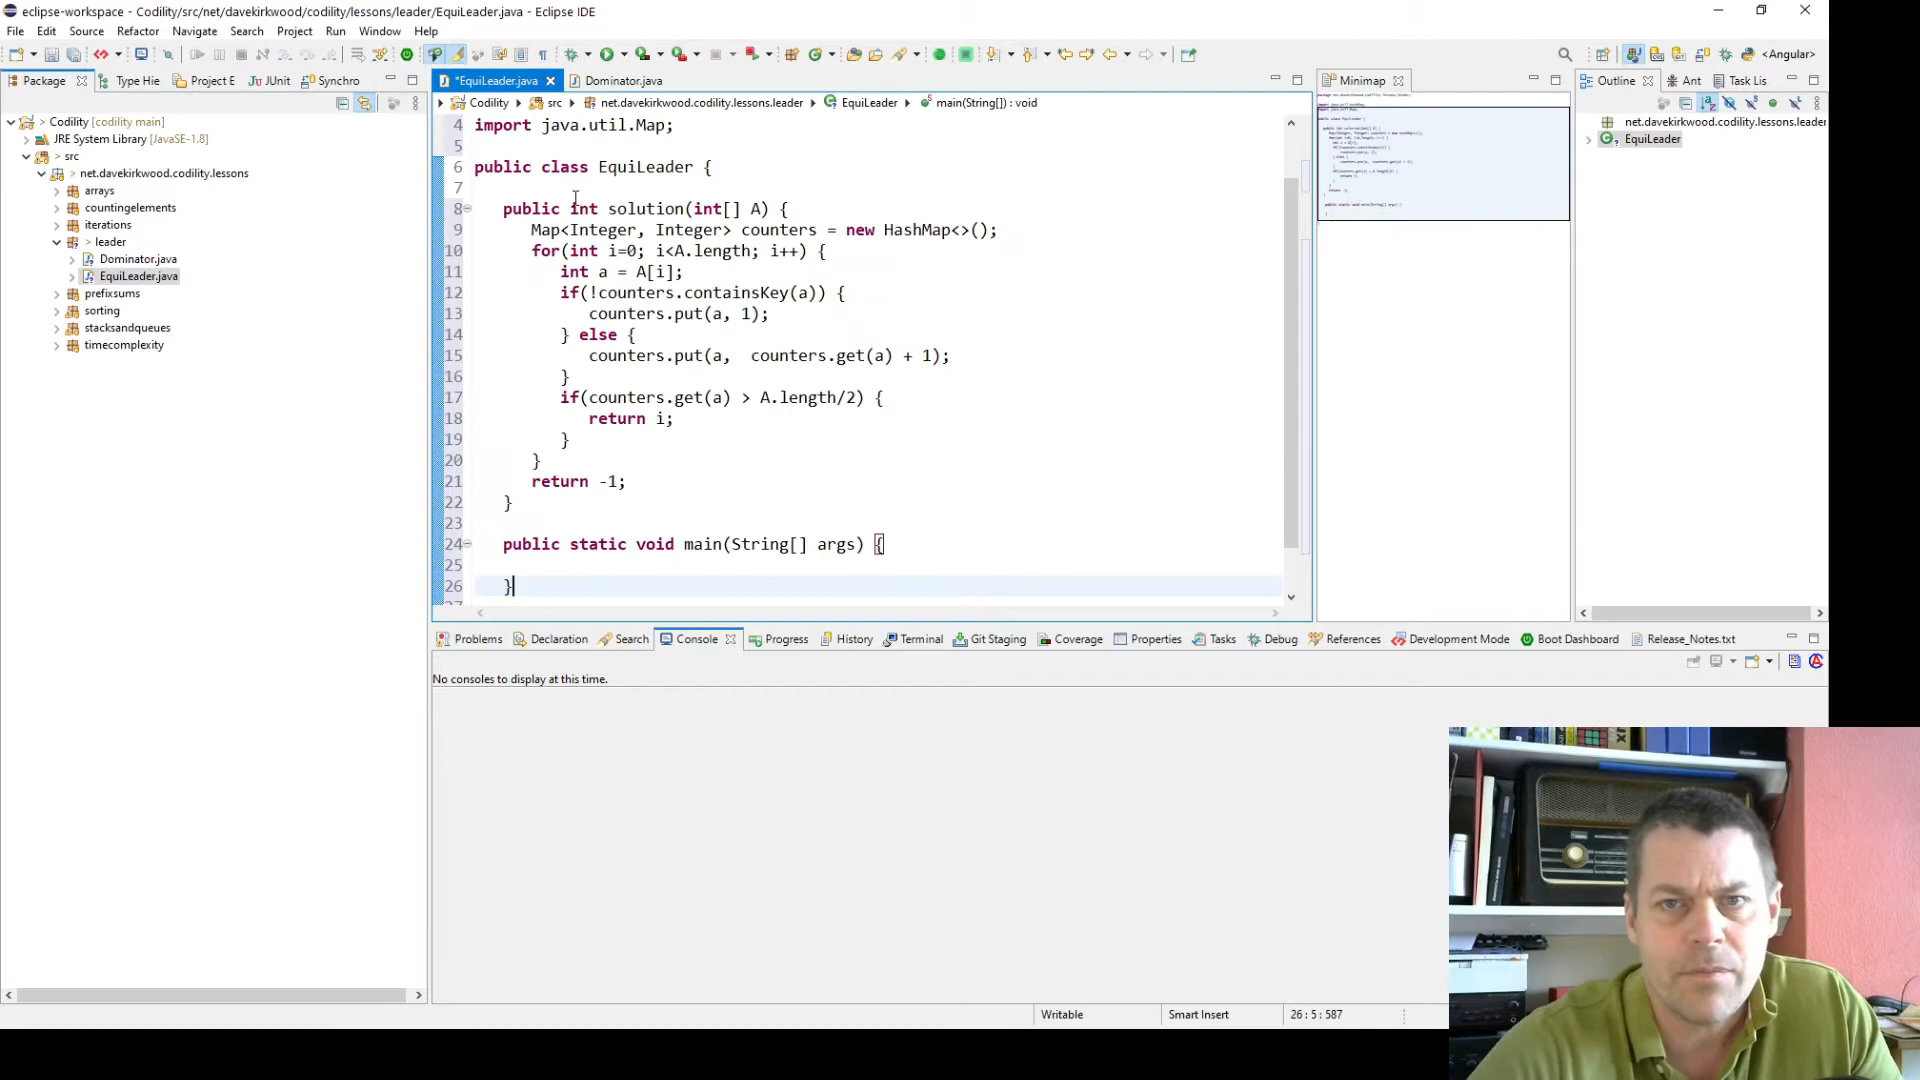 eclipse-workspace - Codility/src/net/davekirkwood/codility/lessons/leader/EquiLeader.java - Eclipse IDE
File Edit Source Refactor Navigate Search Project Run Window Help
<Angular>
Package Type Hie Project E JUnit Synchro
*EquiLeader.java Dominator.java
Minimap
Outline Ant Task Lis
Codility src net.davekirkwood.codility.lessons.leader EquiLeader main(String[]) : void
Codility [codility main]
JRE System Library [JavaSE-1.8]
> src
> net.davekirkwood.codility.lessons
arrays
countingelements
iterations
> leader
Dominator.java
EquiLeader.java
prefixsums
sorting
stacksandqueues
timecomplexity
4 import java.util.Map;
5
6 public class EquiLeader {
7
8 public int solution(int[] A) {
9 Map<Integer, Integer> counters = new HashMap<>();
10 for(int i=0; i<A.length; i++) {
11 int a = A[i];
12 if(!counters.containsKey(a)) {
13 counters.put(a, 1);
14 } else {
15 counters.put(a,  counters.get(a) + 1);
16 }
17 if(counters.get(a) > A.length/2) {
18 return i;
19 }
20 }
21 return -1;
22 }
23
24 public static void main(String[] args) {
25
26 }
net.davekirkwood.codility.lessons.leader
EquiLeader
Problems Declaration Search Console Progress History Terminal Git Staging Coverage Properties Tasks Debug References Development Mode Boot Dashboard Release_Notes.txt
No consoles to display at this time.
Writable Smart Insert 26 : 5 : 587